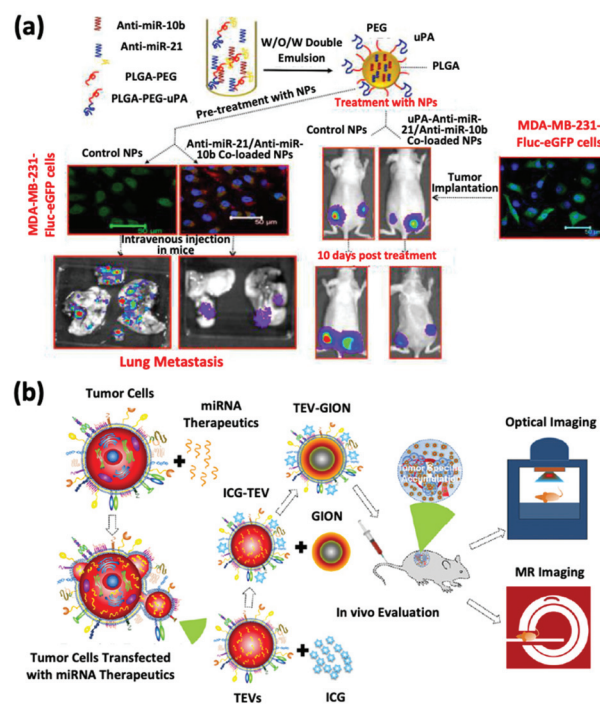 (a)
Anti-miR-10b
Anti-miR-21
PLGA-PEG
PLGA-PEG-uPA
W/O/W Double
Emulsion
PEG
uPA
PLGA
Pre-treatment with NPs
Treatment with NPs
Control NPs
Anti-miR-21/Anti-miR-
10b Co-loaded NPs
MDA-MB-231-
Fluc-eGFP cells
50 µm
50 µm
Intravenous injection
in mice
Lung Metastasis
Control NPs
uPA-Anti-miR-
21/Anti-miR-10b
Co-loaded NPs
10 days post treatment
Tumor
Implantation
MDA-MB-231-
Fluc-eGFP cells
50 µm
(b)
Tumor Cells
miRNA
Therapeutics
Tumor Cells Transfected
with miRNA Therapeutics
TEV-GION
ICG-TEV
GION
TEVs
ICG
Tumor Specific
Accumulation
In vivo Evaluation
Optical Imaging
MR Imaging